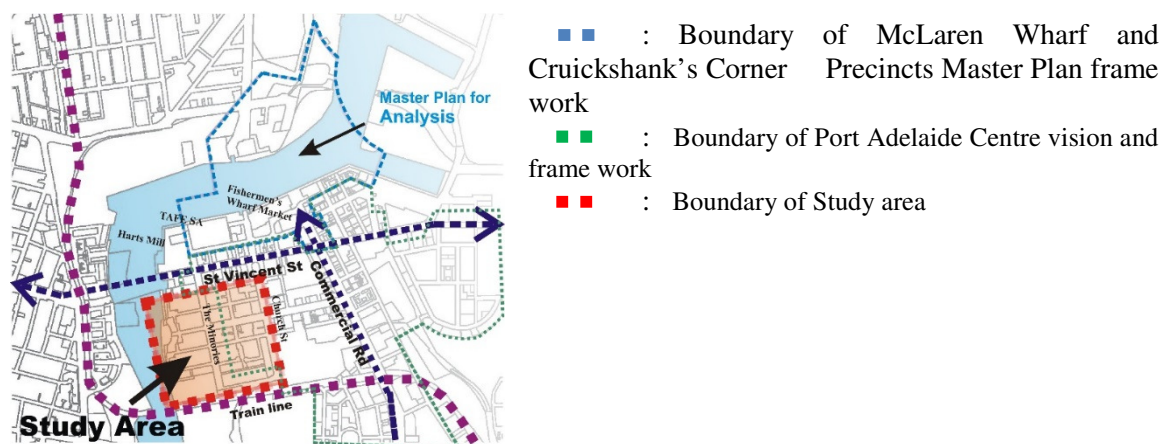 Master Plan for
Analysis
Fishermen's
Wharf Market
TAFE SA
Harts Mill
St Vincent St
Commercial Rd
Church St
The Minories
Study Area
Train line
: Boundary of McLaren Wharf and
Cruickshank's Corner Precincts Master Plan frame
work
: Boundary of Port Adelaide Centre vision and
frame work
: Boundary of Study area